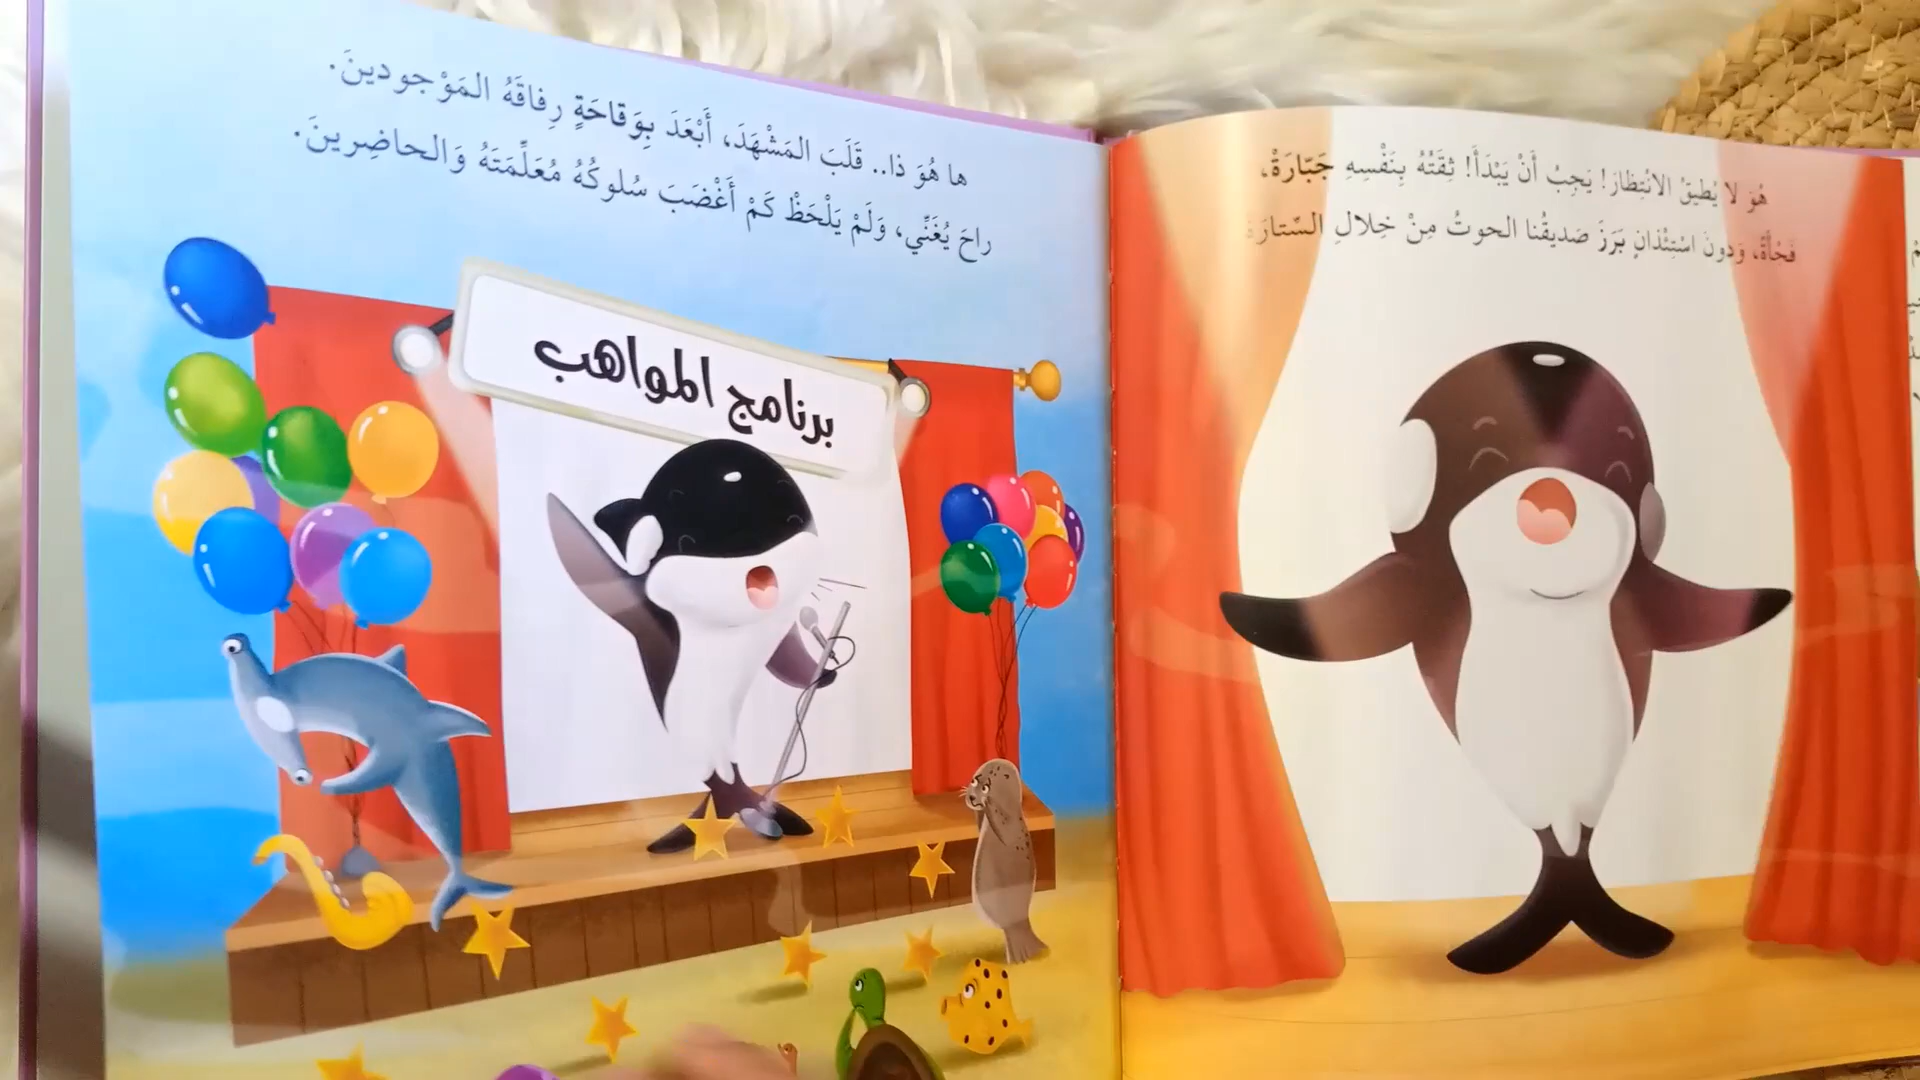 هُوَ لا يُطيقُ الانْتِظارَ! يَجِبُ أَنْ يَبْدَأَ! ثِقَتُهُ بِنَفْسِهِ جَبّارَةٌ،
فَجْأَةً، وَدونَ اسْتِئْذانٍ بَرَزَ صَديقُنا الحوتُ مِنْ خِلالِ السِّتارَةِ
ها هُوَ ذا.. قَلَبَ المَشْهَدَ، أَبْعَدَ بِوَقاحَةٍ رِفاقَهُ المَوْجودينَ.
راحَ يُغَنّي، وَلَمْ يَلْحَظْ كَمْ أَغْضَبَ سُلوكُهُ مُعَلِّمَتَهُ وَالحاضِرينَ.
برنامج المواهب